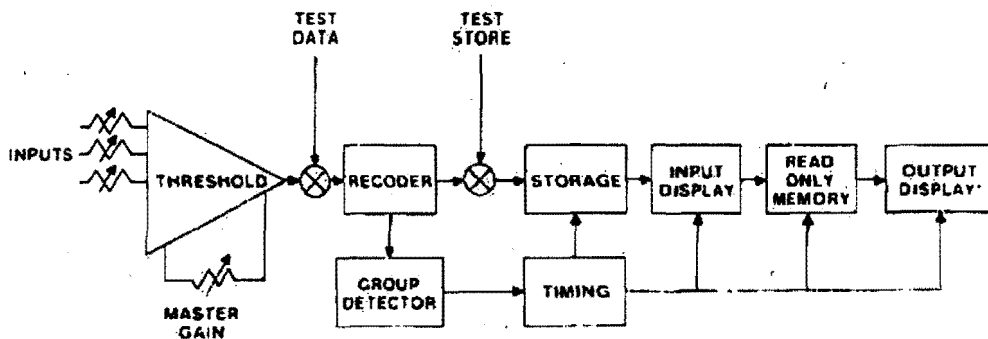 TEST
DATA
TEST
STORE
INPUTS
THRESHOLD
RECODER
STORAGE
INPUT
DISPLAY
READ
ONLY
MEMORY
OUTPUT
DISPLAY
GROUP
DETECTOR
TIMING
MASTER
GAIN